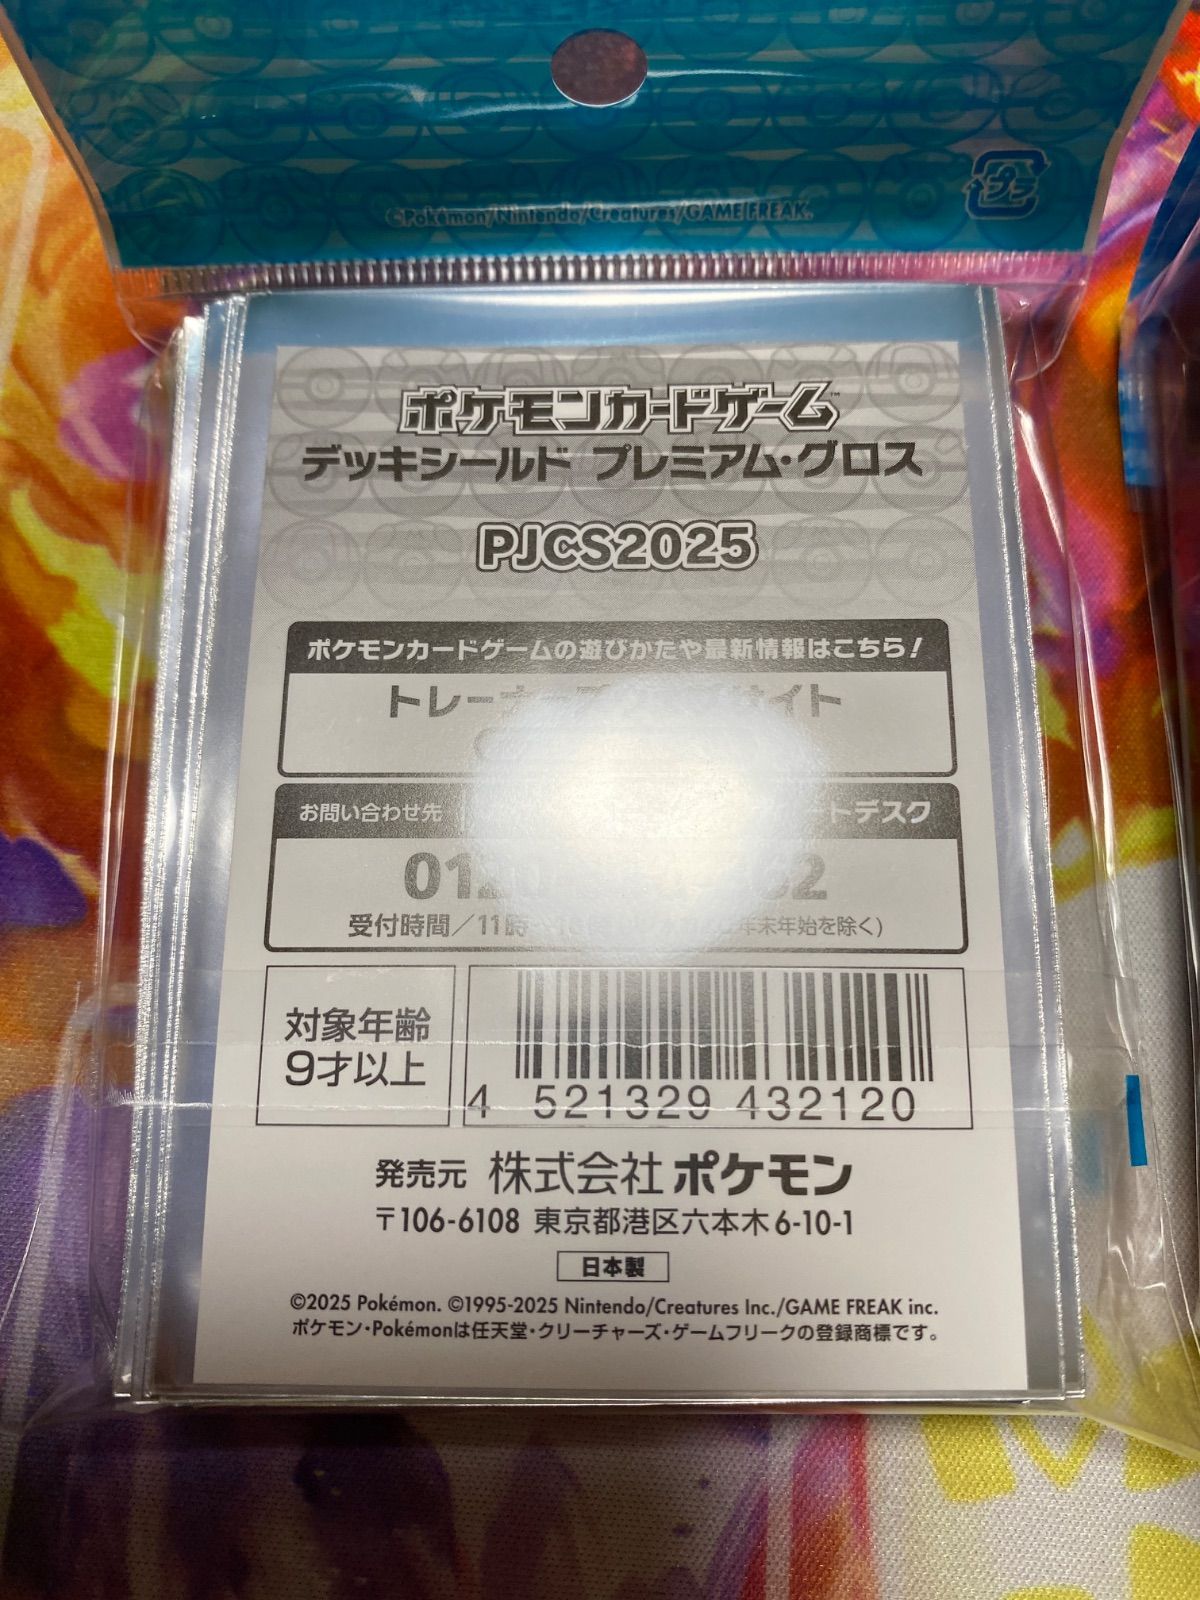 プラ
©Pokémon/Nintendo/Creatures/GAME FREAK.
ポケモンカードゲーム™
デッキシールド プレミアム・グロス
PJCS2025
ポケモンカードゲームの遊びかたや最新情報はこちら!
お問い合わせ先 トデスク
受付時間/11時 年末年始を除く)
対象年齢
9才以上
4 521329 432120
発売元 株式会社 ポケモン
〒106-6108 東京都港区六本木6-10-1
日本製
©2025 Pokémon. ©1995-2025 Nintendo/Creatures Inc./GAME FREAK inc.
ポケモン・Pokémonは任天堂・クリーチャーズ・ゲームフリークの登録商標です。